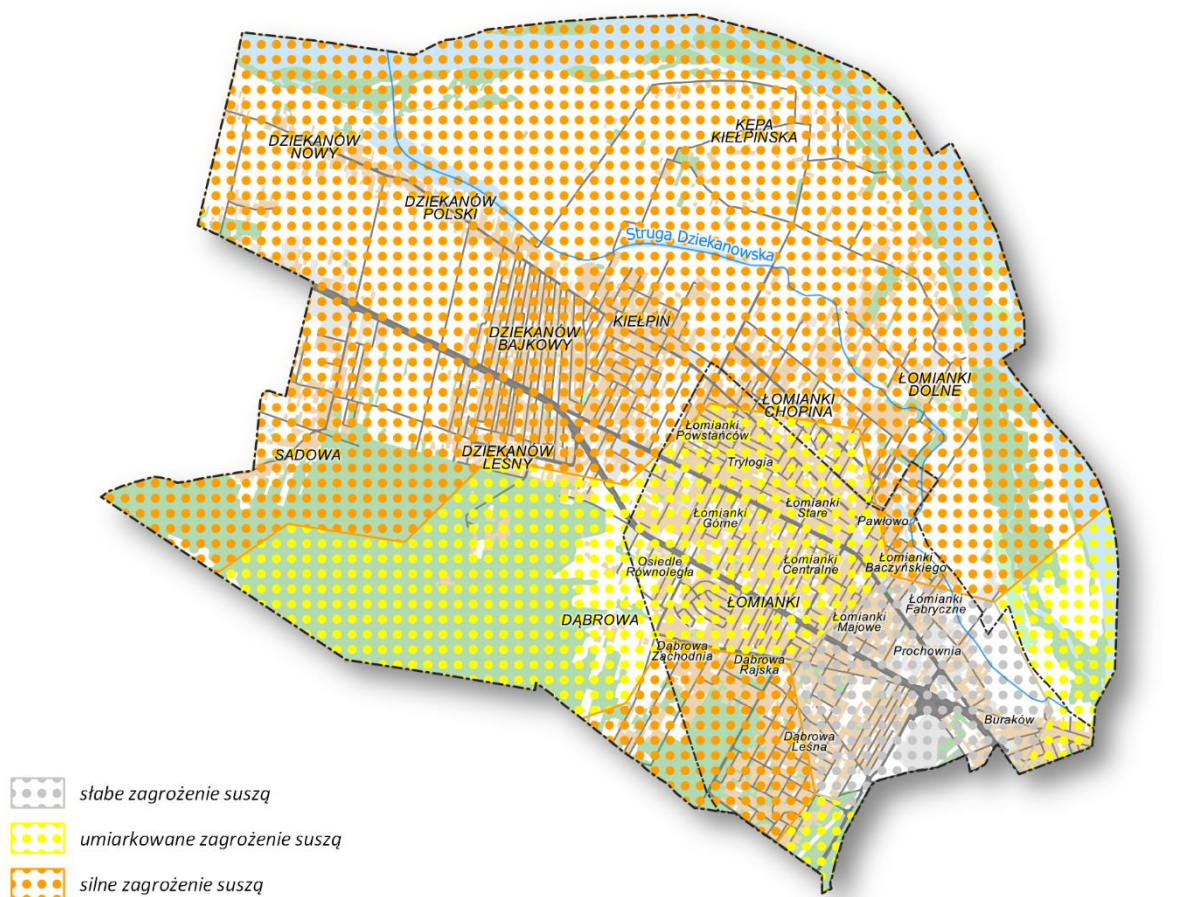 DZIEKANÓW
NOWY
KĘPA
KIEŁPIŃSKA
DZIEKANÓW
POLSKI
Struga Dziekanowska
DZIEKANÓW
BAJKOWY
KIEŁPIN
ŁOMIANKI
DOLNE
ŁOMIANKI
CHOPINA
Łomianki
Powstańców
SADOWA
DZIEKANÓW
LEŚNY
Trylogia
Łomianki
Górne
Łomianki
Stare
Pawłowo
Osiedle
Równoległa
Łomianki
Centralne
Łomianki
Baczyńskiego
ŁOMIANKI
Łomianki
Fabryczne
DĄBROWA
Łomianki
Majowe
Dąbrowa-
Zachodnia
Dąbrowa
Rajska
Prochownia
Buraków
Dąbrowa
Leśna
słabe zagrożenie suszą
umiarkowane zagrożenie suszą
silne zagrożenie suszą